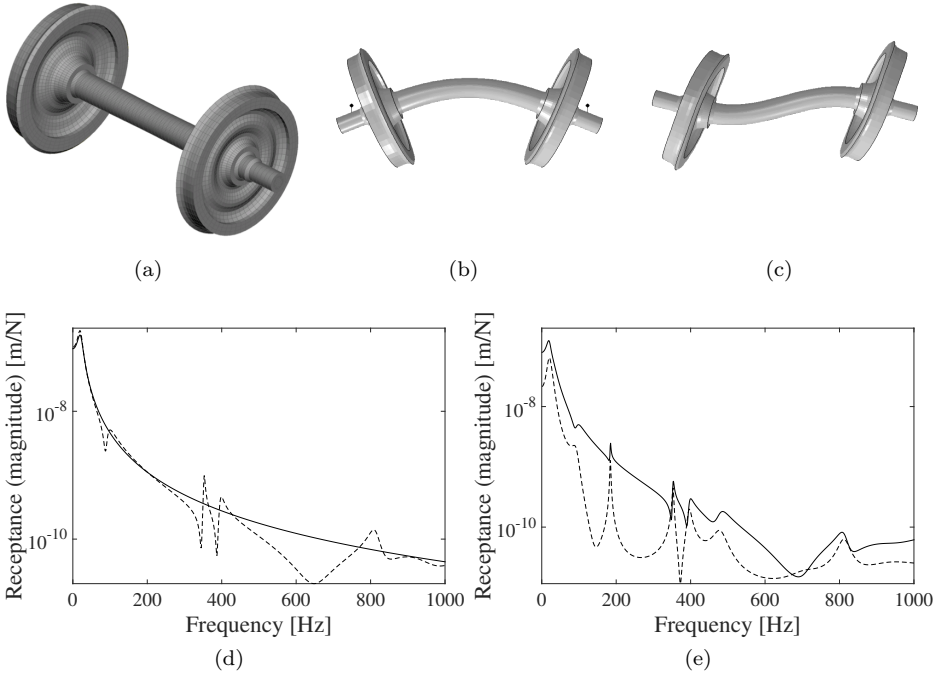 (a)
(b)
(c)
Receptance (magnitude) [m/N]
10-8
10-10
0 200 400 600 800 1000
Frequency [Hz]
(d)
Receptance (magnitude) [m/N]
10-8
10-10
0 200 400 600 800 1000
Frequency [Hz]
(e)